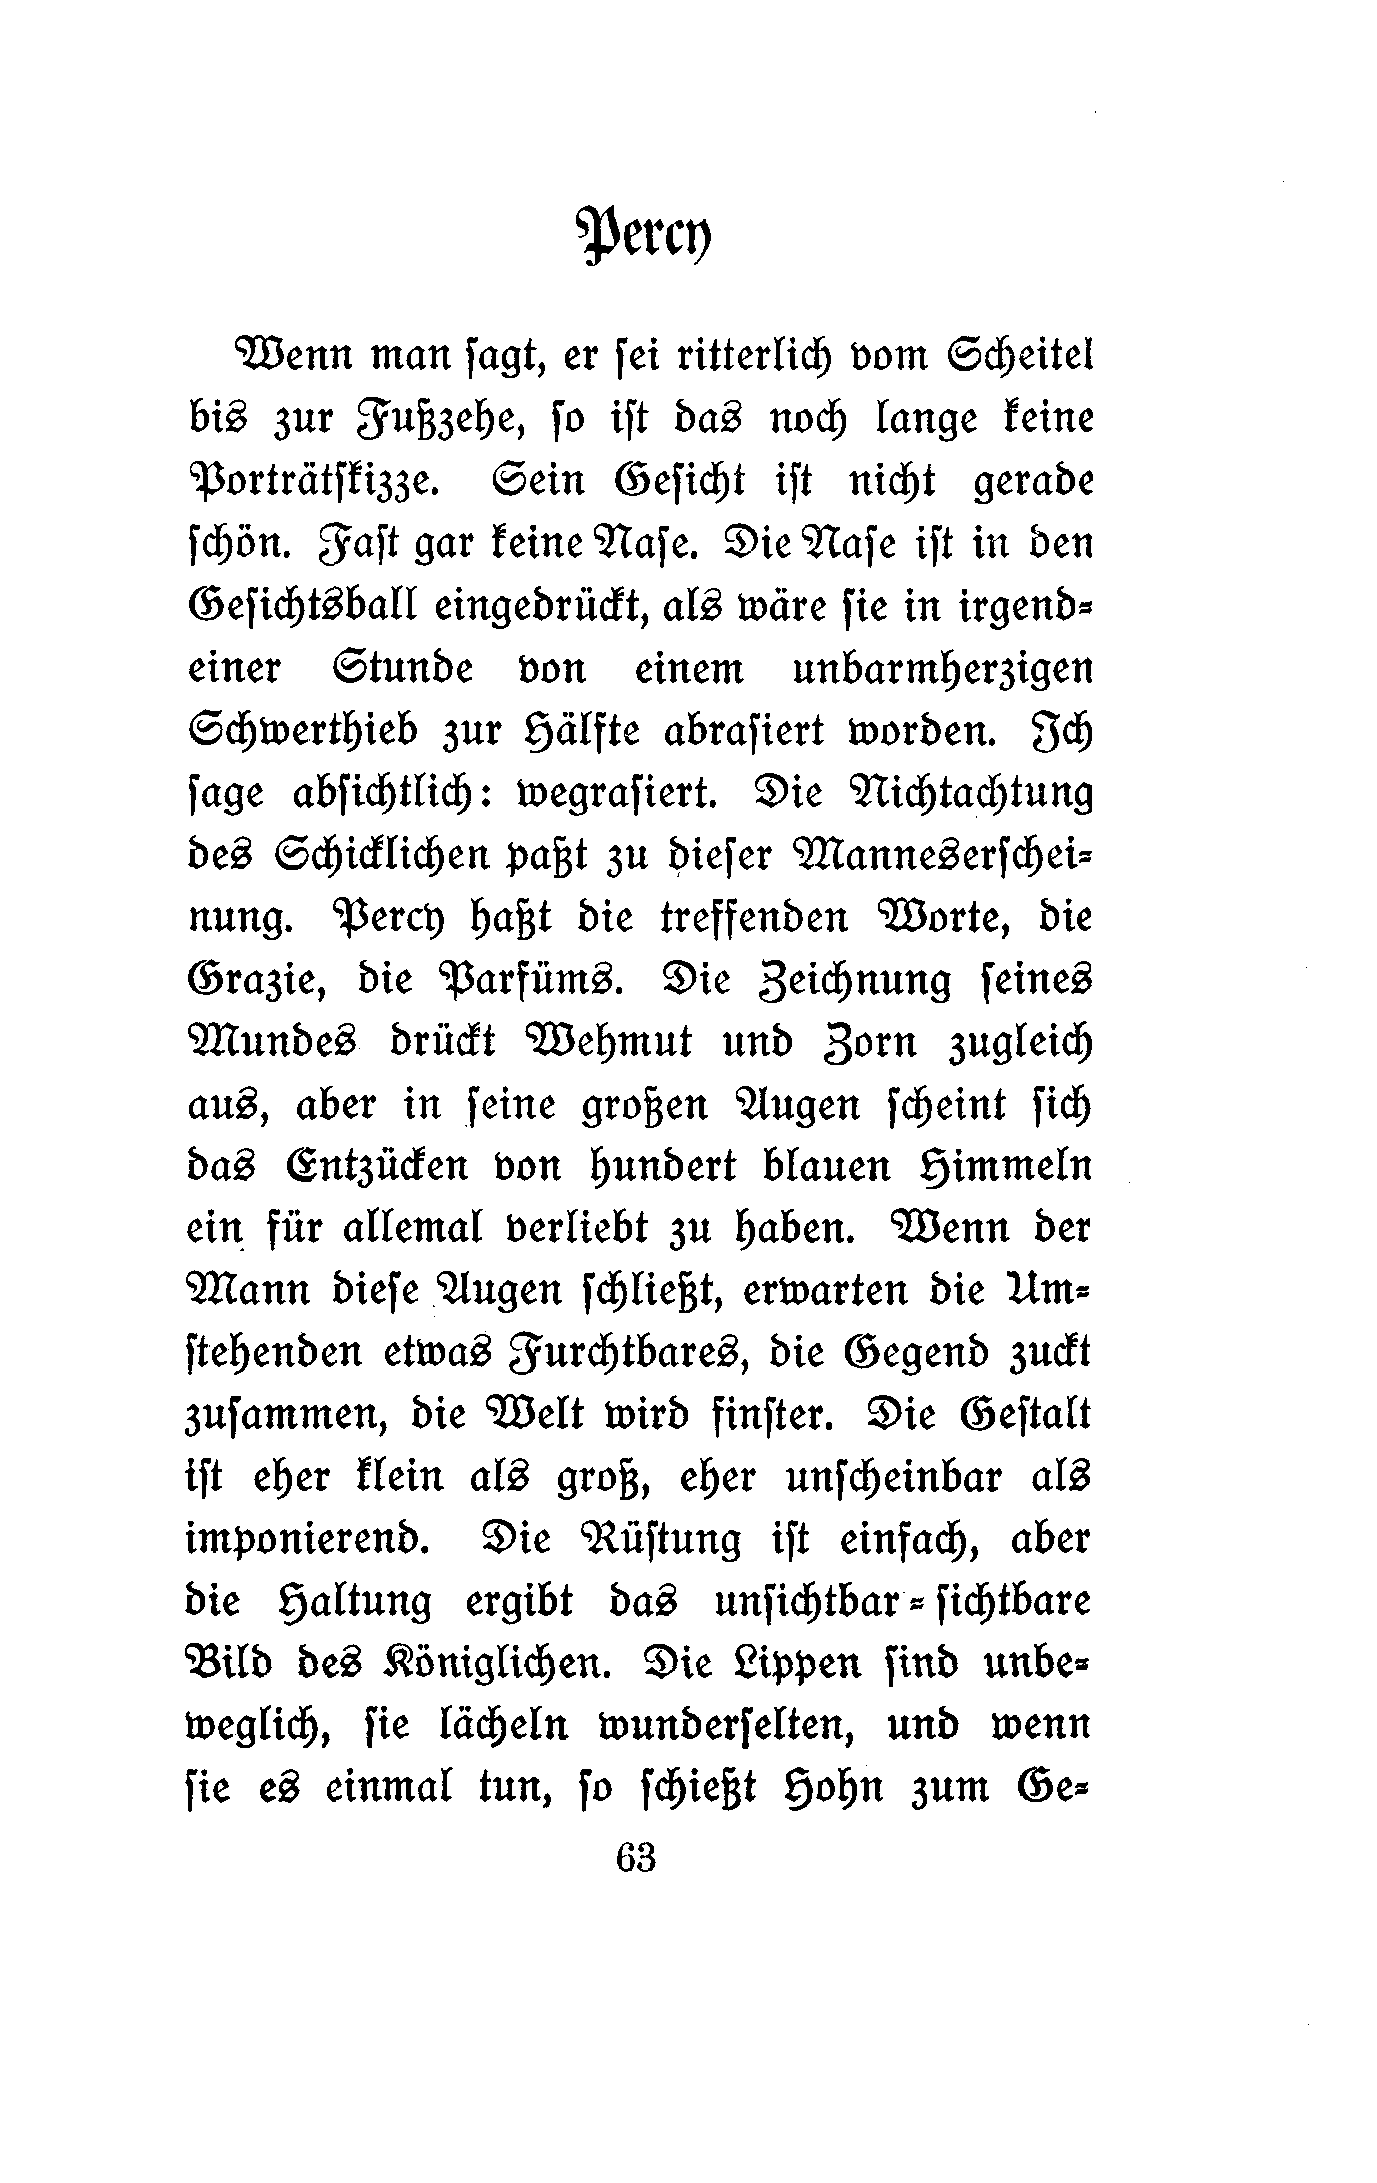 Percy
Wenn man ſagt, er ſei ritterlich vom Scheitel
bis zur Fußzehe, ſo iſt das noch lange keine
Porträtſkizze. Sein Geſicht iſt nicht gerade
ſchön. Faſt gar keine Naſe. Die Naſe iſt in den
Geſichtsball eingedrückt, als wäre ſie in irgend⸗
einer Stunde von einem unbarmherzigen
Schwerthieb zur Hälfte abraſiert worden. Ich
ſage abſichtlich: wegraſiert. Die Nichtachtung
des Schicklichen paßt zu dieſer Manneserſchei⸗
nung. Percy haßt die treffenden Worte, die
Grazie, die Parfüms. Die Zeichnung ſeines
Mundes drückt Wehmut und Zorn zugleich
aus, aber in ſeine großen Augen ſcheint ſich
das Entzücken von hundert blauen Himmeln
ein für allemal verliebt zu haben. Wenn der
Mann dieſe Augen ſchließt, erwarten die Um⸗
ſtehenden etwas Furchtbares, die Gegend zuckt
zuſammen, die Welt wird finſter. Die Geſtalt
iſt eher klein als groß, eher unſcheinbar als
imponierend. Die Rüſtung iſt einfach, aber
die Haltung ergibt das unſichtbar⸗ſichtbare
Bild des Königlichen. Die Lippen ſind unbe⸗
weglich, ſie lächeln wunderſelten, und wenn
ſie es einmal tun, ſo ſchießt Hohn zum Ge⸗
63